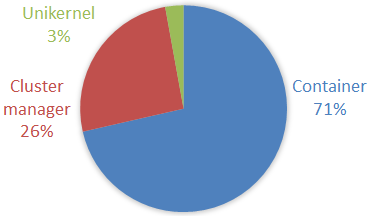 Unikernel
3%
Cluster
manager
26%
Container
71%